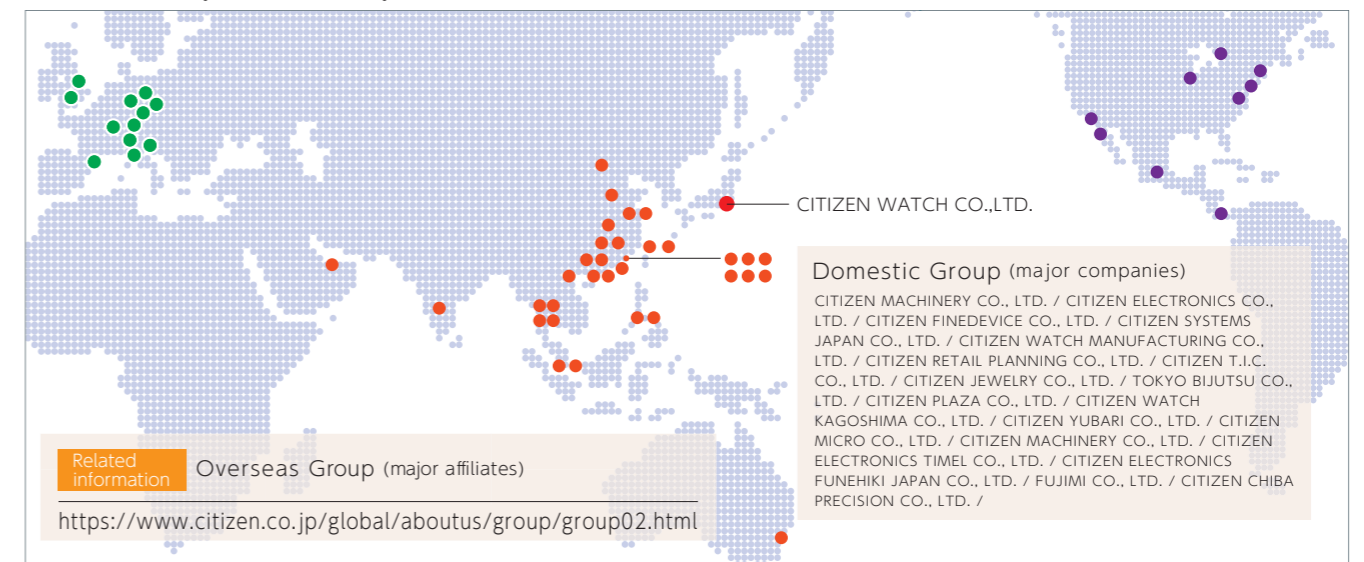 CITIZEN WATCH CO.,LTD.
Domestic Group (major companies)
CITIZEN MACHINERY CO., LTD. / CITIZEN ELECTRONICS CO.,
LTD. / CITIZEN FINEDEVICE CO., LTD. / CITIZEN SYSTEMS
JAPAN CO., LTD. / CITIZEN WATCH MANUFACTURING CO.,
LTD. / CITIZEN RETAIL PLANNING CO., LTD. / CITIZEN T.I.C.
CO., LTD. / CITIZEN JEWELRY CO., LTD. / TOKYO BIJUTSU CO.,
LTD. / CITIZEN PLAZA CO., LTD. / CITIZEN WATCH
KAGOSHIMA CO., LTD. / CITIZEN YUBARI CO., LTD. / CITIZEN
MICRO CO., LTD. / CITIZEN MACHINERY CO., LTD. / CITIZEN
ELECTRONICS TIMEL CO., LTD. / CITIZEN ELECTRONICS
FUNEHIKI JAPAN CO., LTD. / FUJIMI CO., LTD. / CITIZEN CHIBA
PRECISION CO., LTD. /
Related
information
Overseas Group (major affiliates)
https://www.citizen.co.jp/global/aboutus/group/group02.html